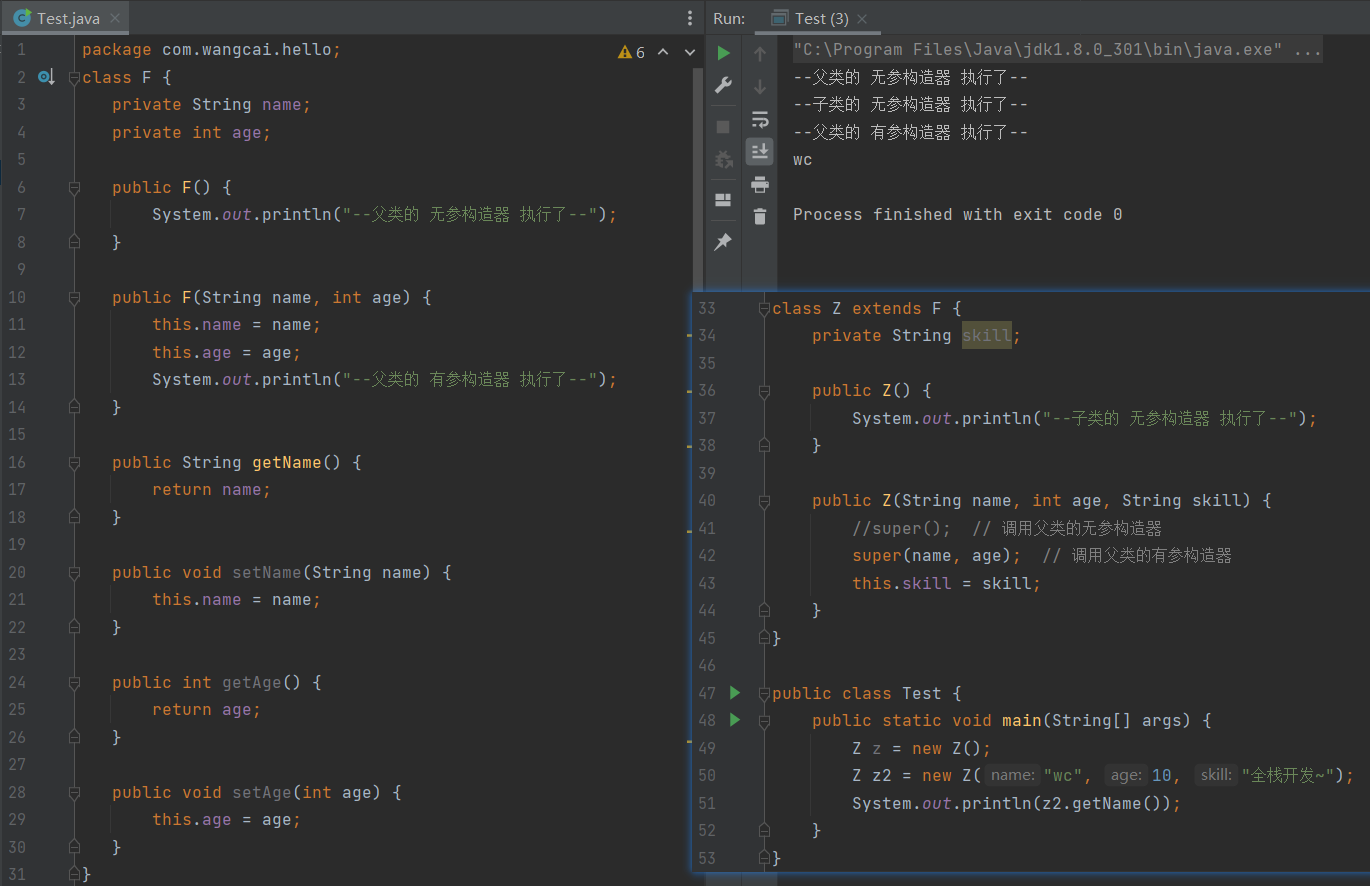 Test.java
1 package com.wangcai.hello;
6
2 class F {
3 private String name;
4 private int age;
5
6 public F() {
7 System.out.println("--父类的 无参构造器 执行了--");
8 }
9
10 public F(String name, int age) {
11 this.name = name;
12 this.age = age;
13 System.out.println("--父类的 有参构造器 执行了--");
14 }
15
16 public String getName() {
17 return name;
18 }
19
20 public void setName(String name) {
21 this.name = name;
22 }
23
24 public int getAge() {
25 return age;
26 }
27
28 public void setAge(int age) {
29 this.age = age;
30 }
31 }
Run: Test (3)
"C:\Program Files\Java\jdk1.8.0_301\bin\java.exe" ...
--父类的 无参构造器 执行了--
--子类的 无参构造器 执行了--
--父类的 有参构造器 执行了--
wc
Process finished with exit code 0
33 class Z extends F {
34 private String skill;
35
36 public Z() {
37 System.out.println("--子类的 无参构造器 执行了--");
38 }
39
40 public Z(String name, int age, String skill) {
41 //super(); // 调用父类的无参构造器
42 super(name, age); // 调用父类的有参构造器
43 this.skill = skill;
44 }
45 }
46
47 public class Test {
48 public static void main(String[] args) {
49 Z z = new Z();
50 Z z2 = new Z( name: "wc", age: 10, skill: "全栈开发~");
51 System.out.println(z2.getName());
52 }
53 }